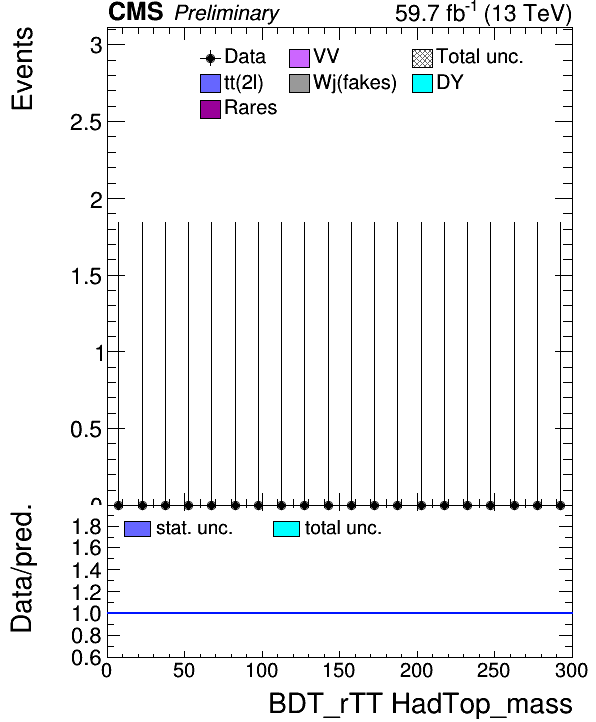 CMS Preliminary 59.7 fb-1 (13 TeV)
Events
Data VV Total unc.
tt(2l) Wj(fakes) DY
Rares
3
2.5
2
1.5
1
0.5
0
Data/pred.
stat. unc. total unc.
1.8
1.6
1.4
1.2
1.0
0.8
0.6
0 50 100 150 200 250 300
BDT_rTT HadTop_mass